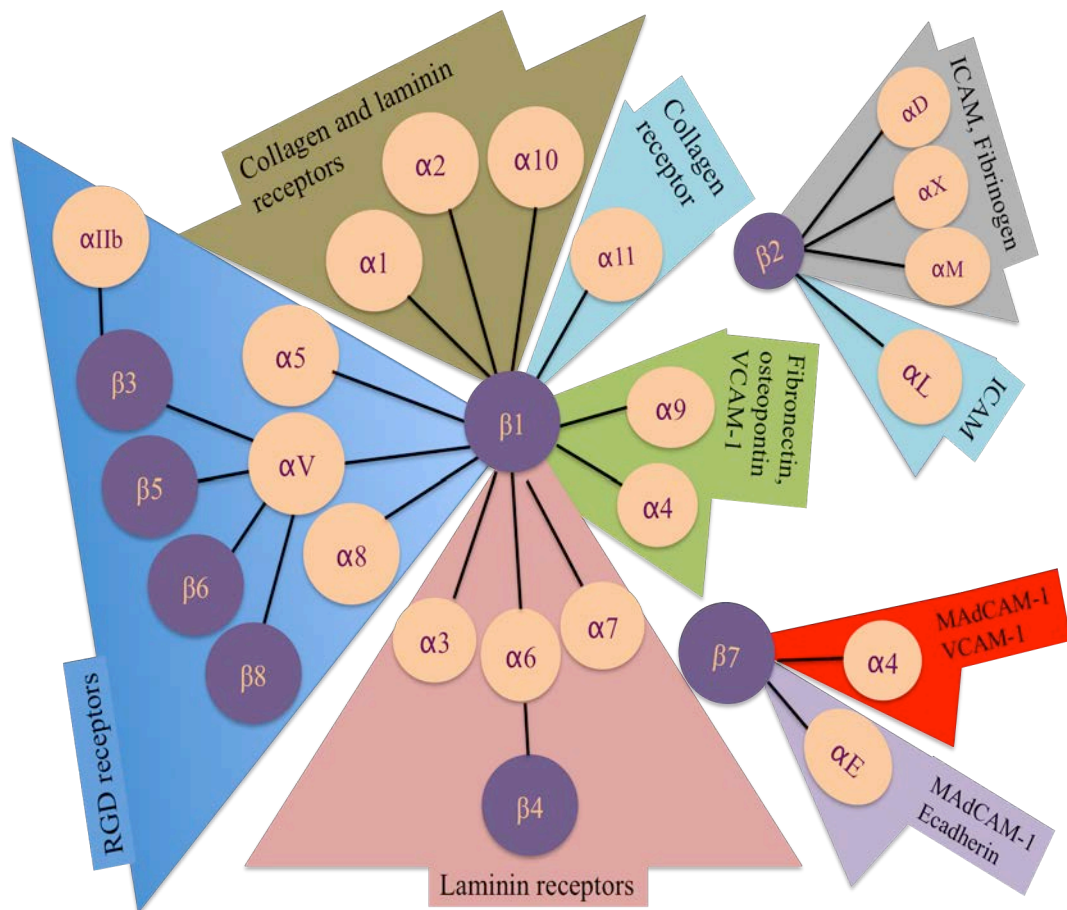 Collagen and laminin
receptors
α1
α2
α10
Collagen
receptor
α11
ICAM, Fibrinogen
αD
αX
αM
β2
αL
ICAM
αIIb
β3
α5
αV
β5
β6
β8
α8
RGD receptors
β1
Fibronectin,
osteopontin
VCAM-1
α9
α4
α3
α6
α7
β4
Laminin receptors
β7
MAdCAM-1
VCAM-1
α4
αE
MAdCAM-1
Ecadherin